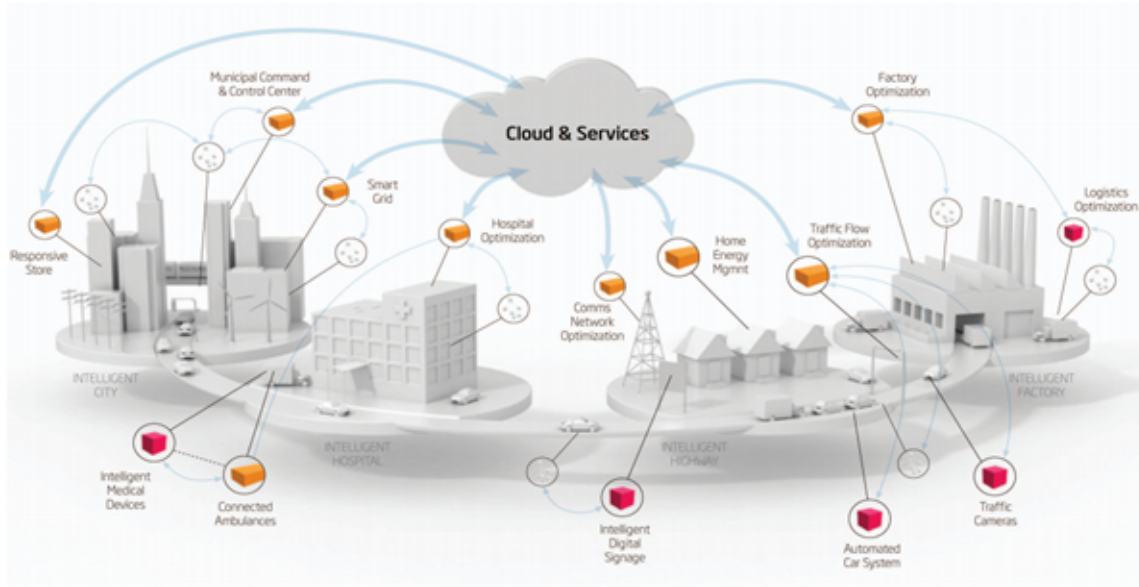 Municipal Command
& Control Center
Factory
Optimization
Cloud & Services
Smart
Grid
Logistics
Optimization
Hospital
Optimization
Traffic Flow
Optimization
Home
Energy
Mgmnt
Responsive
Store
Comms
Network
Optimization
INTELLIGENT
CITY
INTELLIGENT
FACTORY
INTELLIGENT
HOSPITAL
INTELLIGENT
HIGHWAY
Intelligent
Medical
Devices
Connected
Ambulances
Intelligent
Digital
Signage
Traffic
Cameras
Automated
Car System